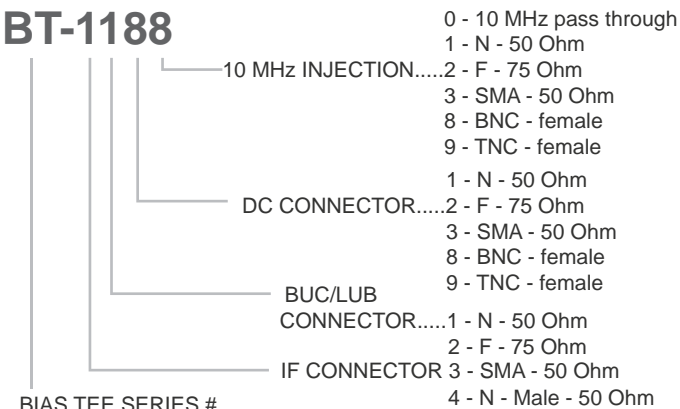 BT-1188
0 - 10 MHz pass through
1 - N - 50 Ohm
10 MHz INJECTION.....2 - F - 75 Ohm
3 - SMA - 50 Ohm
8 - BNC - female
9 - TNC - female
1 - N - 50 Ohm
DC CONNECTOR.....2 - F - 75 Ohm
3 - SMA - 50 Ohm
8 - BNC - female
9 - TNC - female
BUC/LUB
CONNECTOR.....1 - N - 50 Ohm
2 - F - 75 Ohm
IF CONNECTOR 3 - SMA - 50 Ohm
4 - N - Male - 50 Ohm
BIAS TEE SERIES #